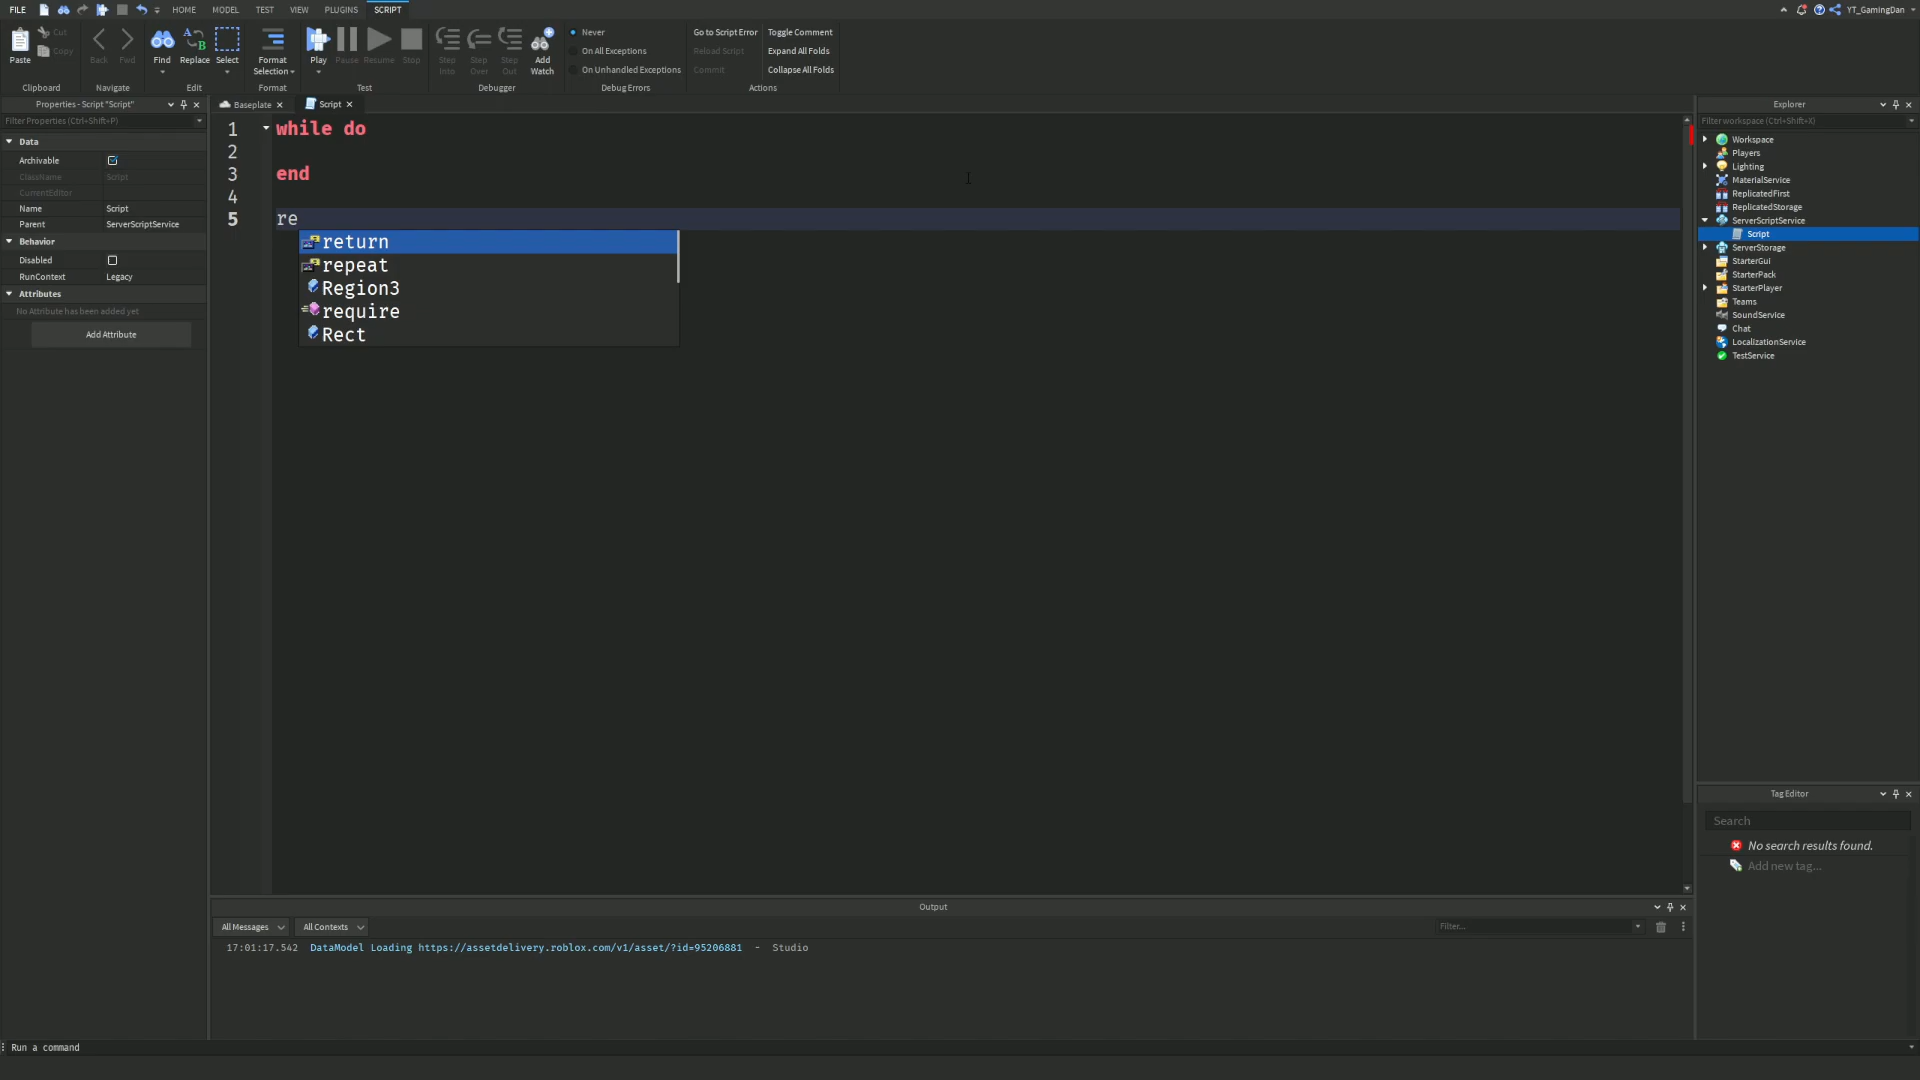 FILE HOME MODEL TEST VIEW PLUGINS SCRIPT YT_GamingDan
Paste Cut Copy Back Fwd Find Replace Select Format Selection Play Pause Resume Stop Step Into Step Over Step Out Add Watch
Never Go to Script Error Toggle Comment
On All Exceptions Reload Script Expand All Folds
On Unhandled Exceptions Commit Collapse All Folds
Clipboard Navigate Edit Format Test Debugger Debug Errors Actions
Properties - Script "Script"
Filter Properties (Ctrl+Shift+P)
Data
Archivable
ClassName Script
CurrentEditor
Name Script
Parent ServerScriptService
Behavior
Disabled
RunContext Legacy
Attributes
No Attribute has been added yet
Add Attribute
Baseplate Script
1 while do
2
3 end
4
5 re
return
repeat
Region3
require
Rect
Explorer
Filter workspace (Ctrl+Shift+X)
Workspace
Players
Lighting
MaterialService
ReplicatedFirst
ReplicatedStorage
ServerScriptService
Script
ServerStorage
StarterGui
StarterPack
StarterPlayer
Teams
SoundService
Chat
LocalizationService
TestService
Tag Editor
Search
No search results found.
Add new tag...
Output
All Messages All Contexts Filter...
17:01:17.542 DataModel Loading https://assetdelivery.roblox.com/v1/asset/?id=95206881 - Studio
Run a command